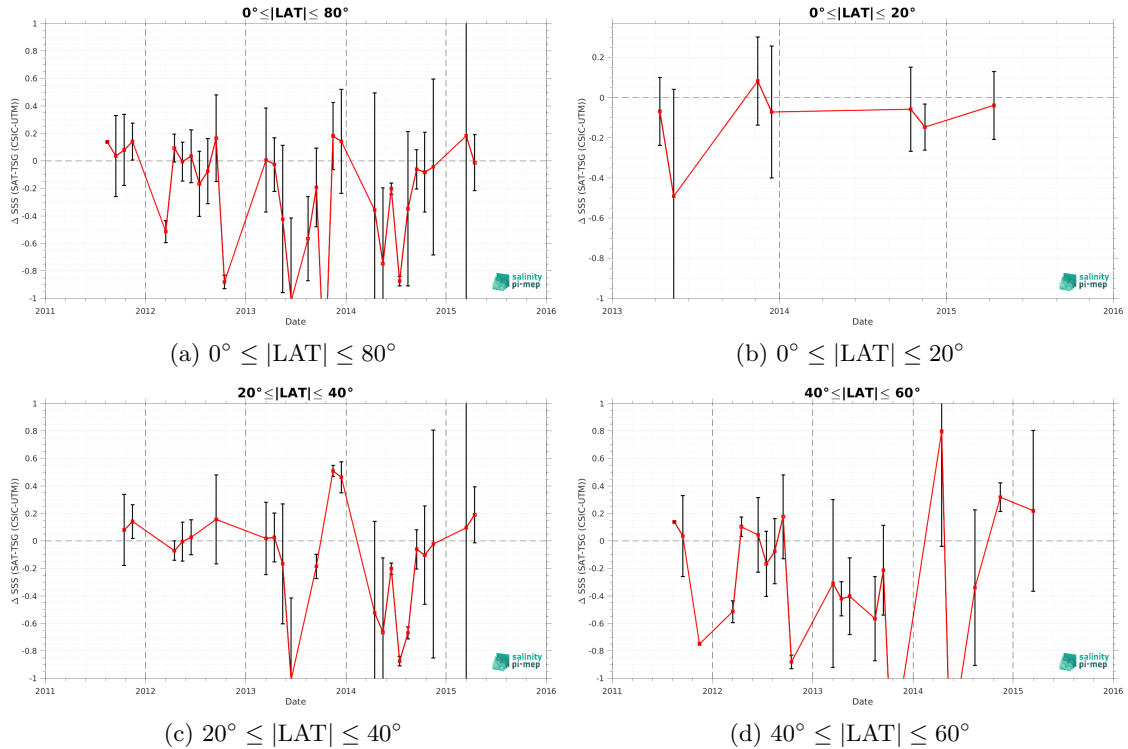 0°≤|LAT|≤ 80°
Δ SSS (SAT-TSG (CSIC-UTM))
1
0.8
0.6
0.4
0.2
0
-0.2
-0.4
-0.6
-0.8
-1
2011 2012 2013 2014 2015 2016
Date
salinity
pi-mep
(a) 0° ≤ |LAT| ≤ 80°
0°≤|LAT|≤ 20°
Δ SSS (SAT-TSG (CSIC-UTM))
0.2
0
-0.2
-0.4
-0.6
-0.8
-1
2013 2014 2015 2016
Date
salinity
pi-mep
(b) 0° ≤ |LAT| ≤ 20°
20°≤|LAT|≤ 40°
Δ SSS (SAT-TSG (CSIC-UTM))
1
0.8
0.6
0.4
0.2
0
-0.2
-0.4
-0.6
-0.8
-1
2011 2012 2013 2014 2015 2016
Date
salinity
pi-mep
(c) 20° ≤ |LAT| ≤ 40°
40°≤|LAT|≤ 60°
Δ SSS (SAT-TSG (CSIC-UTM))
1
0.8
0.6
0.4
0.2
0
-0.2
-0.4
-0.6
-0.8
-1
2011 2012 2013 2014 2015 2016
Date
salinity
pi-mep
(d) 40° ≤ |LAT| ≤ 60°